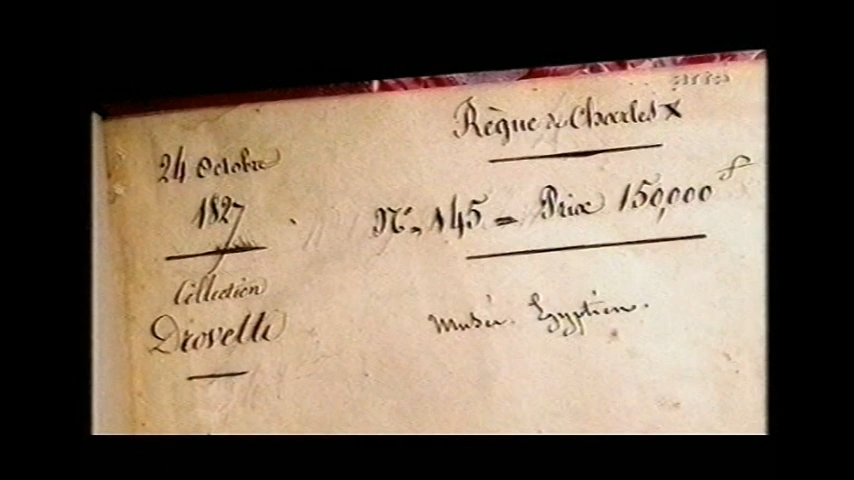 Règne de Charles X
24 Octobre
1827
N°. 145 = Prix 150,000 f
Collection
Drovetti
Musée Egyptien.